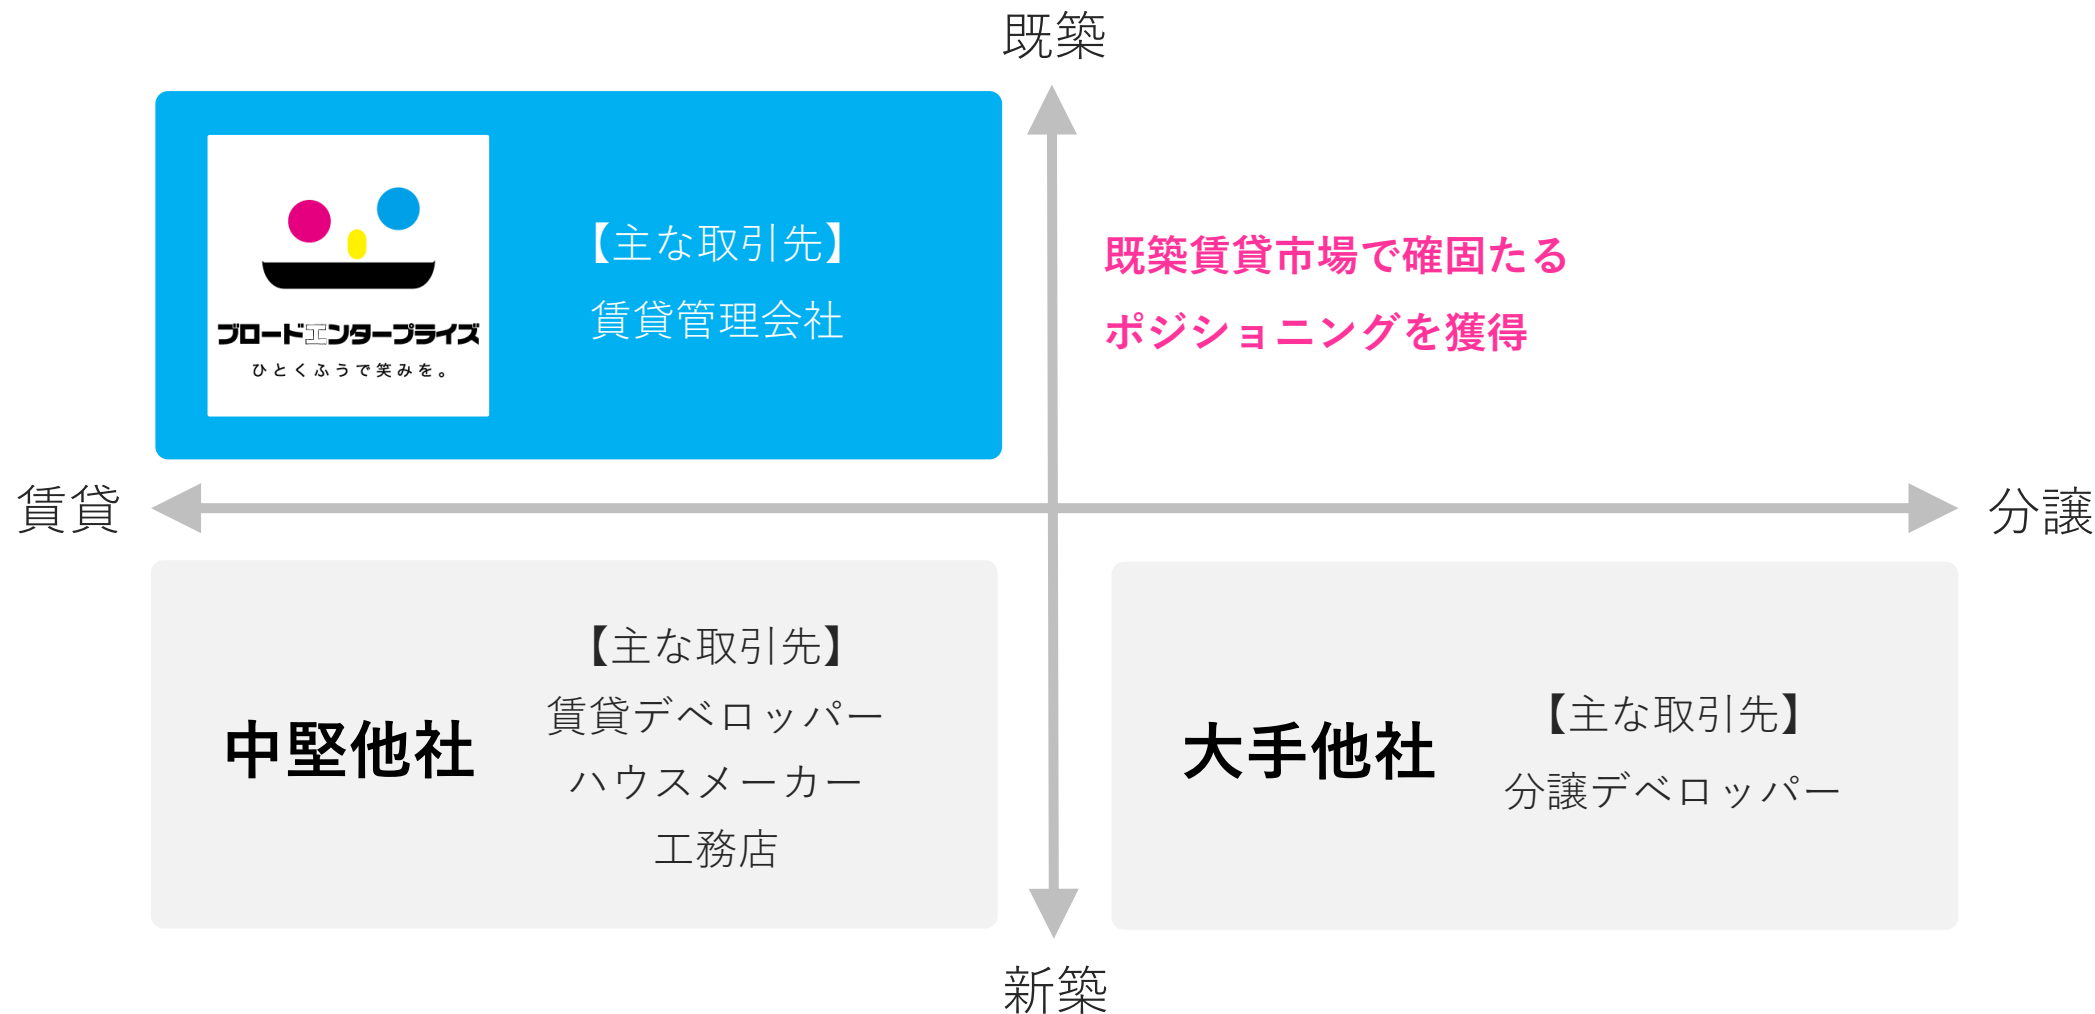 既築
ブロードエンタープライズ
ひとくふうで笑みを。
【主な取引先】
賃貸管理会社
既築賃貸市場で確固たる
ポジショニングを獲得
賃貸
分譲
中堅他社
【主な取引先】
賃貸デベロッパー
ハウスメーカー
工務店
大手他社
【主な取引先】
分譲デベロッパー
新築